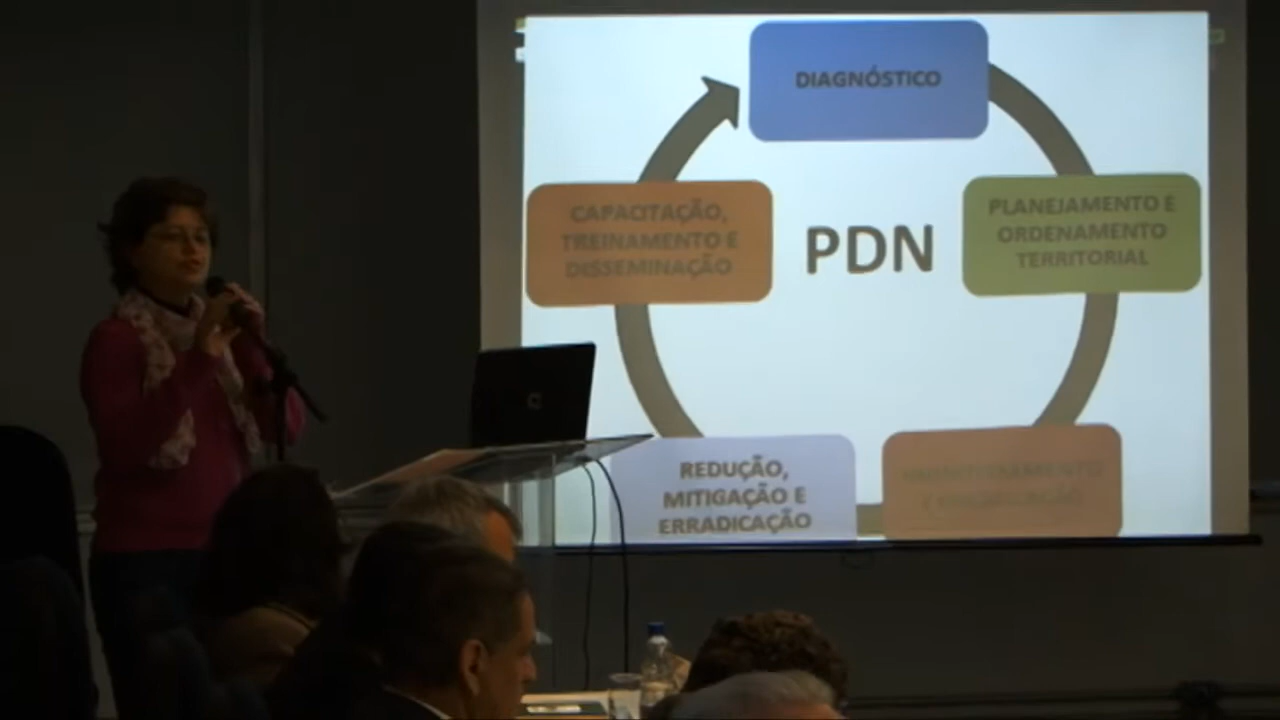 DIAGNÓSTICO
CAPACITAÇÃO,
TREINAMENTO E
DISSEMINAÇÃO
PDN
PLANEJAMENTO E
ORDENAMENTO
TERRITORIAL
REDUÇÃO,
MITIGAÇÃO E
ERRADICAÇÃO